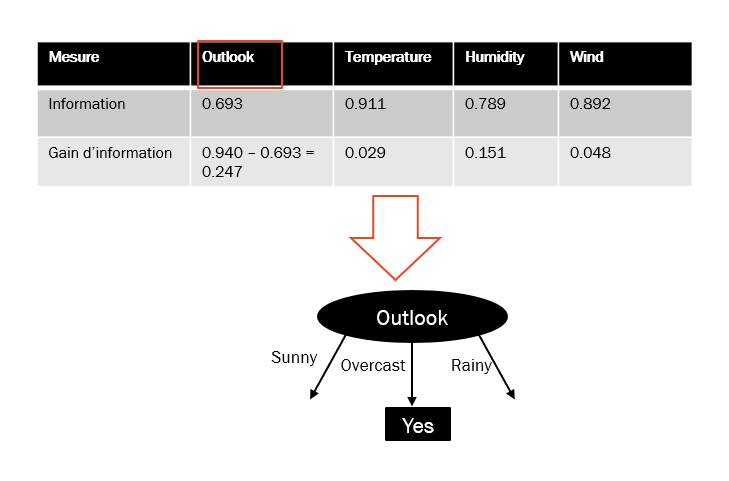 Mesure Outlook Temperature Humidity Wind
Information 0.693 0.911 0.789 0.892
Gain d'information 0.940 – 0.693 = 0.029 0.151 0.048
0.247
Outlook
Sunny
Overcast
Rainy
Yes